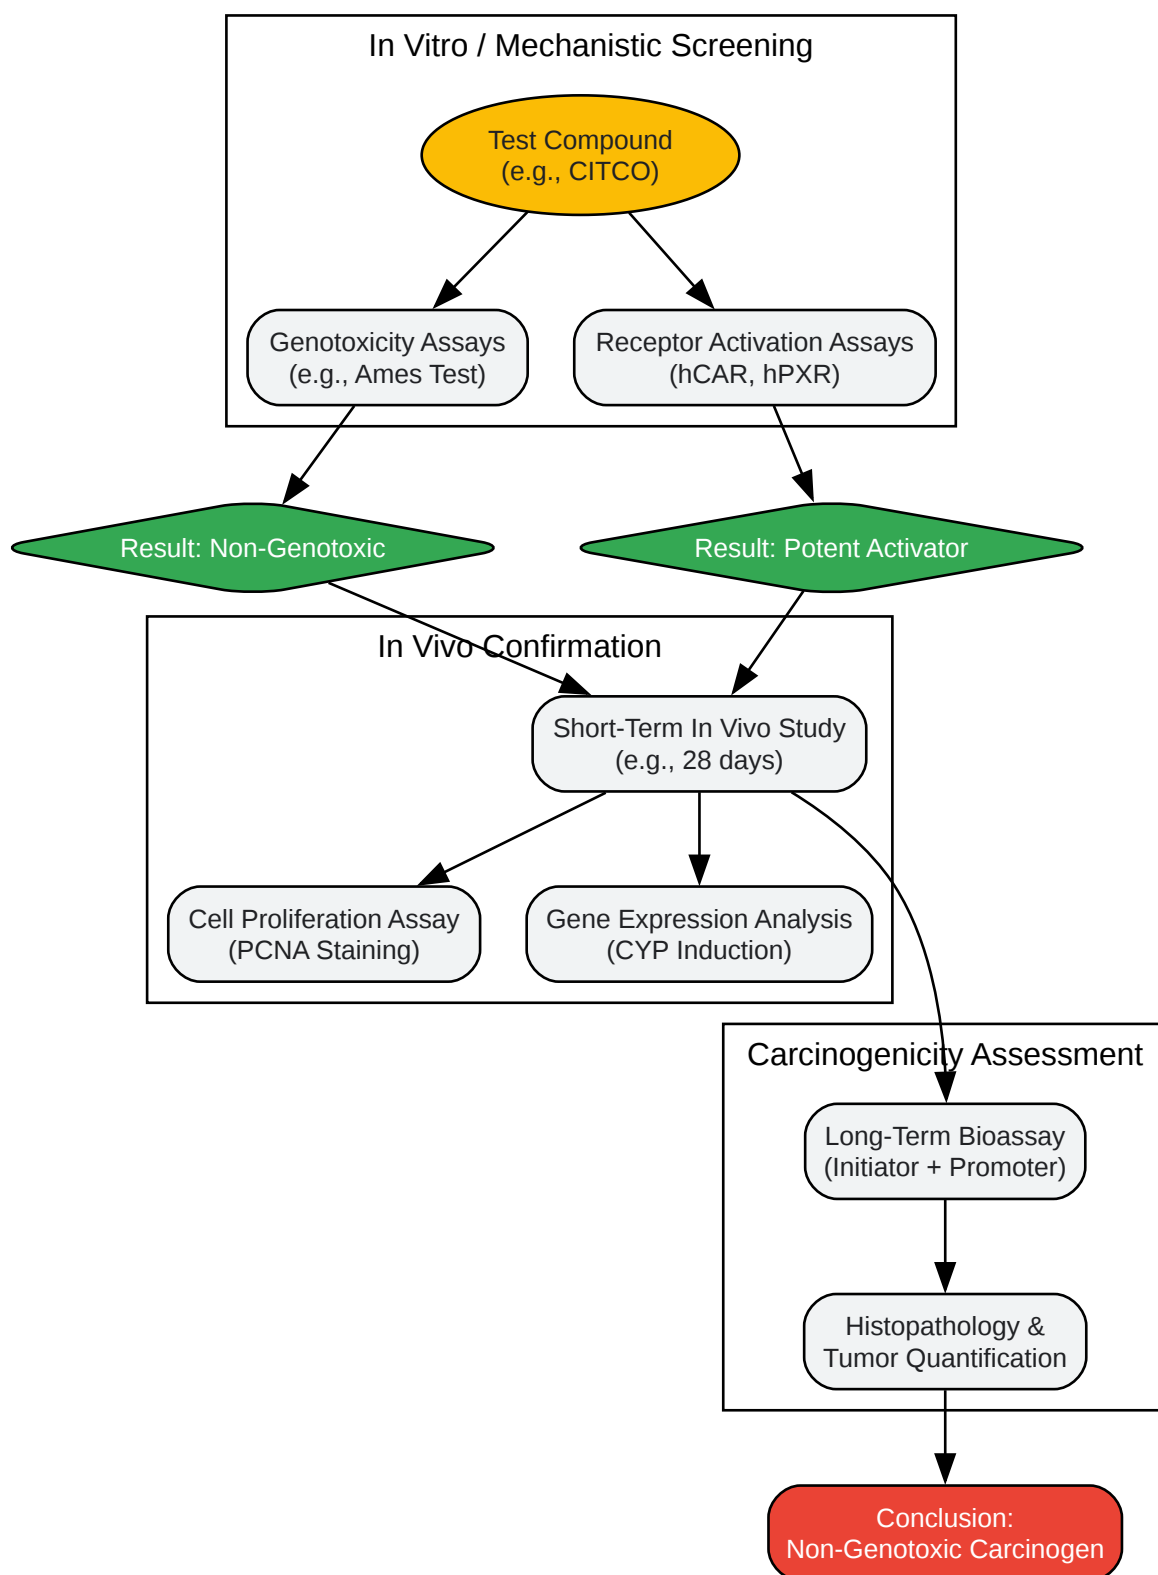 In Vitro / Mechanistic Screening
Test Compound
(e.g., CITCO)
Genotoxicity Assays
(e.g., Ames Test)
Receptor Activation Assays
(hCAR, hPXR)
Result: Non-Genotoxic
Result: Potent Activator
In Vivo Confirmation
Short-Term In Vivo Study
(e.g., 28 days)
Cell Proliferation Assay
(PCNA Staining)
Gene Expression Analysis
(CYP Induction)
Carcinogenicity Assessment
Long-Term Bioassay
(Initiator + Promoter)
Histopathology &
Tumor Quantification
Conclusion:
Non-Genotoxic Carcinogen